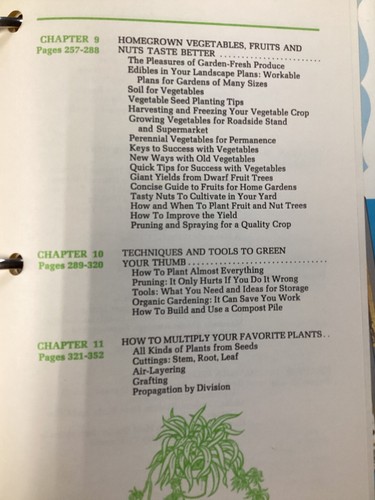 CHAPTER 9 HOMEGROWN VEGETABLES, FRUITS AND
Pages 257-288 NUTS TASTE BETTER . . . . . . . . . . . . . . . . . . . . . .
The Pleasures of Garden-Fresh Produce
Edibles in Your Landscape Plans: Workable
Plans for Gardens of Many Sizes
Soil for Vegetables
Vegetable Seed Planting Tips
Harvesting and Freezing Your Vegetable Crop
Growing Vegetables for Roadside Stand
and Supermarket
Perennial Vegetables for Permanence
Keys to Success with Vegetables
New Ways with Old Vegetables
Quick Tips for Success with Vegetables
Giant Yields from Dwarf Fruit Trees
Concise Guide to Fruits for Home Gardens
Tasty Nuts To Cultivate in Your Yard
How and When To Plant Fruit and Nut Trees
How To Improve the Yield
Pruning and Spraying for a Quality Crop
CHAPTER 10 TECHNIQUES AND TOOLS TO GREEN
Pages 289-320 YOUR THUMB . . . . . . . . . . . . . . . . . . . . . . . . . . . . .
How To Plant Almost Everything
Pruning: It Only Hurts If You Do It Wrong
Tools: What You Need and Ideas for Storage
Organic Gardening: It Can Save You Work
How To Build and Use a Compost Pile
CHAPTER 11 HOW TO MULTIPLY YOUR FAVORITE PLANTS . .
Pages 321-352 All Kinds of Plants from Seeds
Cuttings: Stem, Root, Leaf
Air-Layering
Grafting
Propagation by Division